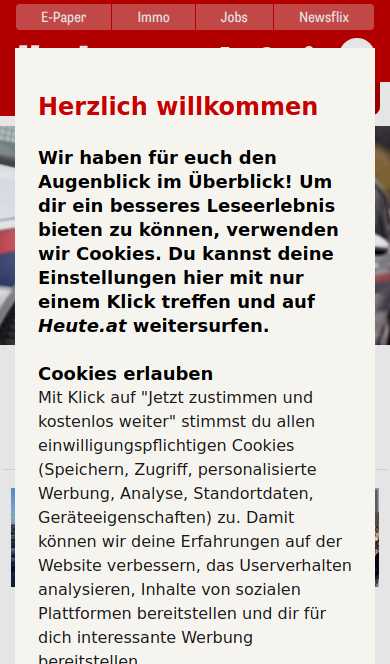 E-Paper
Immo
Jobs
Newsflix
Herzlich willkommen
Wir haben für euch den
Augenblick im Überblick! Um
dir ein besseres Leseerlebnis
bieten zu können, verwenden
wir Cookies. Du kannst deine
Einstellungen hier mit nur
einem Klick treffen und auf
Heute.at weitersurfen.
Cookies erlauben
Mit Klick auf "Jetzt zustimmen und
kostenlos weiter" stimmst du allen
einwilligungspflichtigen Cookies
(Speichern, Zugriff, personalisierte
Werbung, Analyse, Standortdaten,
Geräteeigenschaften) zu. Damit
können wir deine Erfahrungen auf der
Website verbessern, das Userverhalten
analysieren, Inhalte von sozialen
Plattformen bereitstellen und dir für
dich interessante Werbung
bereitstellen